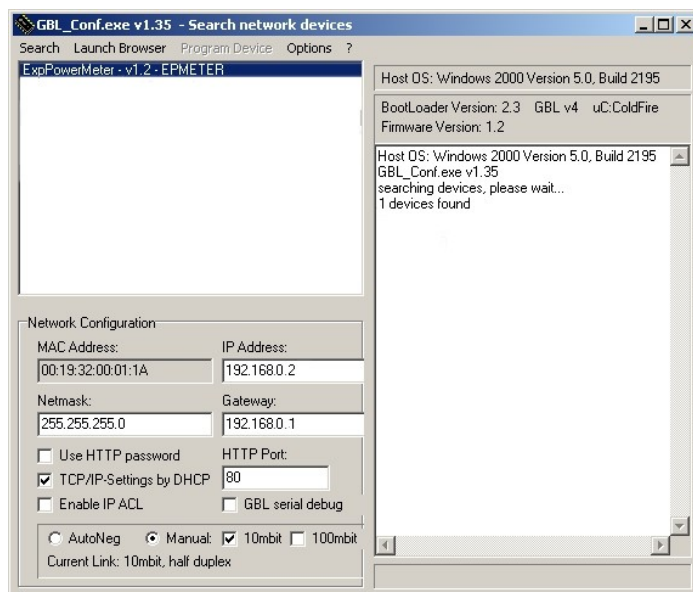 GBL_Conf.exe v1.35 - Search network devices
Search Launch Browser Program Device Options ?
ExpPowerMeter - v1.2 - EPMETER
Network Configuration
MAC Address: IP Address:
00:19:32:00:01:1A 192.168.0.2
Netmask: Gateway:
255.255.255.0 192.168.0.1
Use HTTP password HTTP Port:
TCP/IP-Settings by DHCP 80
Enable IP ACL GBL serial debug
AutoNeg Manual: 10mbit 100mbit
Current Link: 10mbit, half duplex
Host OS: Windows 2000 Version 5.0, Build 2195
BootLoader Version: 2.3 GBL v4 uC:ColdFire
Firmware Version: 1.2
Host OS: Windows 2000 Version 5.0, Build 2195
GBL_Conf.exe v1.35
searching devices, please wait...
1 devices found